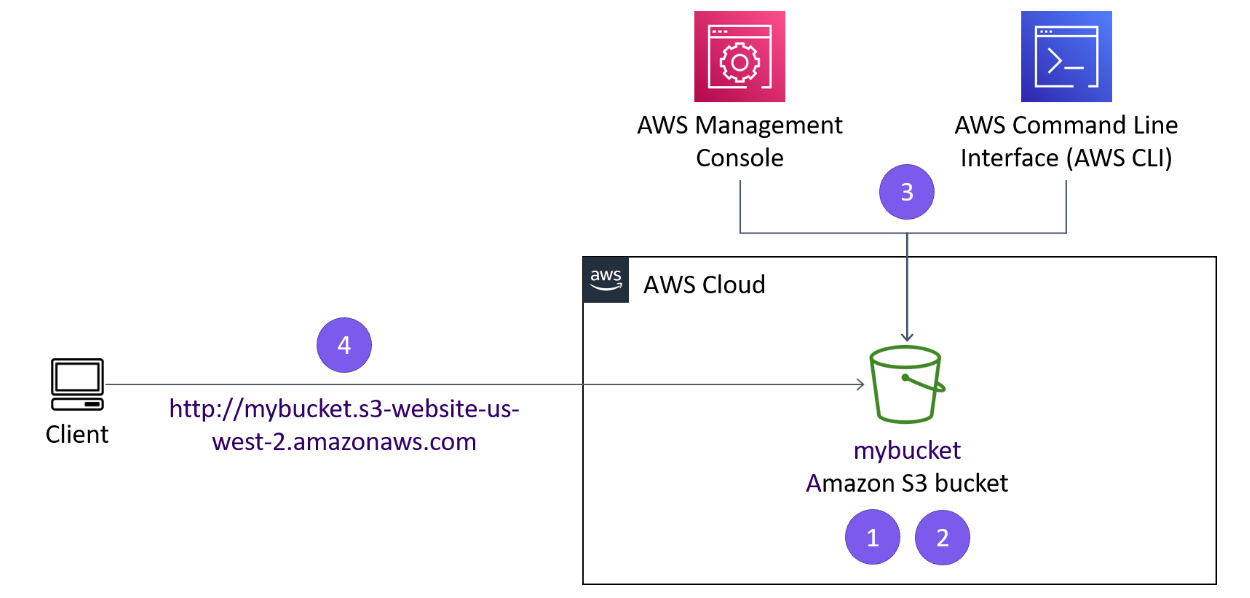 AWS Management
Console
AWS Command Line
Interface (AWS CLI)
3
aws
AWS Cloud
4
http://mybucket.s3-website-us-
west-2.amazonaws.com
Client
mybucket
Amazon S3 bucket
1
2